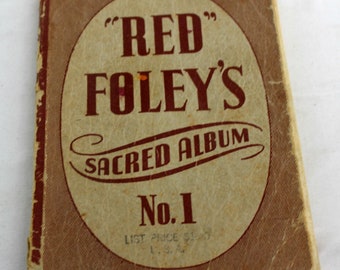 "RED"
FOLEY'S
SACRED ALBUM
No. 1
LIST PRICE
U.S.A.